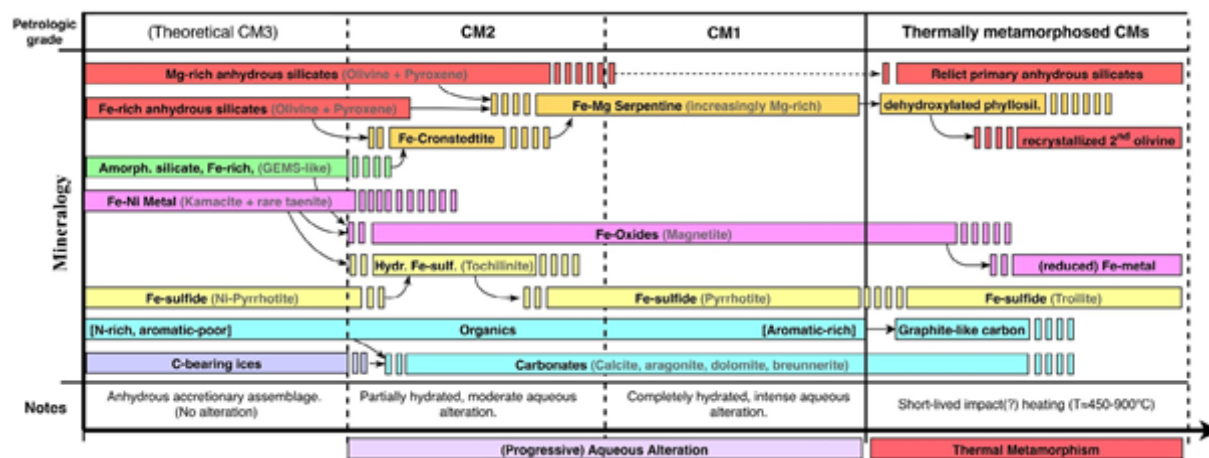 Petrologic
grade
(Theoretical CM3)
CM2
CM1
Thermally metamorphosed CMs
Mineralogy
Mg-rich anhydrous silicates (Olivine + Pyroxene)
Relict primary anhydrous silicates
Fe-rich anhydrous silicates (Olivine + Pyroxene)
Fe-Mg Serpentine (increasingly Mg-rich)
dehydroxylated phyllosil.
Fe-Cronstedtite
recrystallized 2nd olivine
Amorph. silicate, Fe-rich, (GEMS-like)
Fe-Ni Metal (Kamacite + rare taenite)
Fe-Oxides (Magnetite)
Hydr. Fe-sulf. (Tochilinite)
(reduced) Fe-metal
Fe-sulfide (Ni-Pyrrhotite)
Fe-sulfide (Pyrrhotite)
Fe-sulfide (Troilite)
[N-rich, aromatic-poor]
Organics
[Aromatic-rich]
Graphite-like carbon
C-bearing ices
Carbonates (Calcite, aragonite, dolomite, breunnerite)
Notes
Anhydrous accretionary assemblage.
(No alteration)
Partially hydrated, moderate aqueous
alteration.
Completely hydrated, intense aqueous
alteration.
Short-lived impact(?) heating (T=450-900°C)
(Progressive) Aqueous Alteration
Thermal Metamorphism